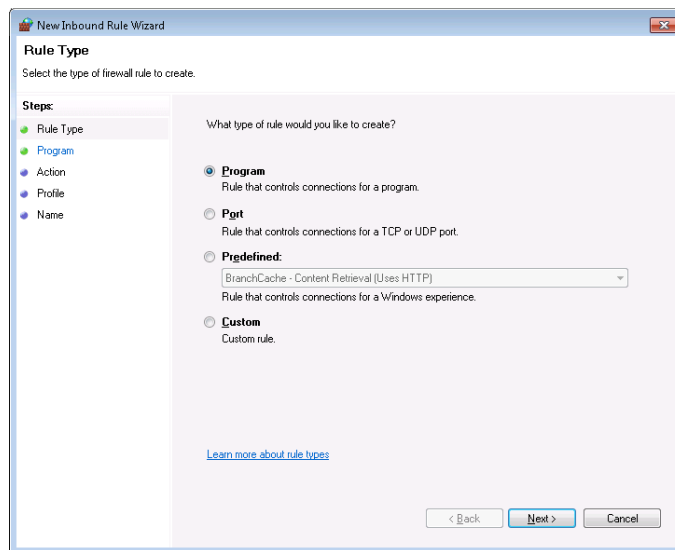 New Inbound Rule Wizard
Rule Type
Select the type of firewall rule to create.
Steps:
Rule Type
Program
Action
Profile
Name
What type of rule would you like to create?
Program
Rule that controls connections for a program.
Port
Rule that controls connections for a TCP or UDP port.
Predefined:
BranchCache - Content Retrieval (Uses HTTP)
Rule that controls connections for a Windows experience.
Custom
Custom rule.
Learn more about rule types
< Back
Next >
Cancel